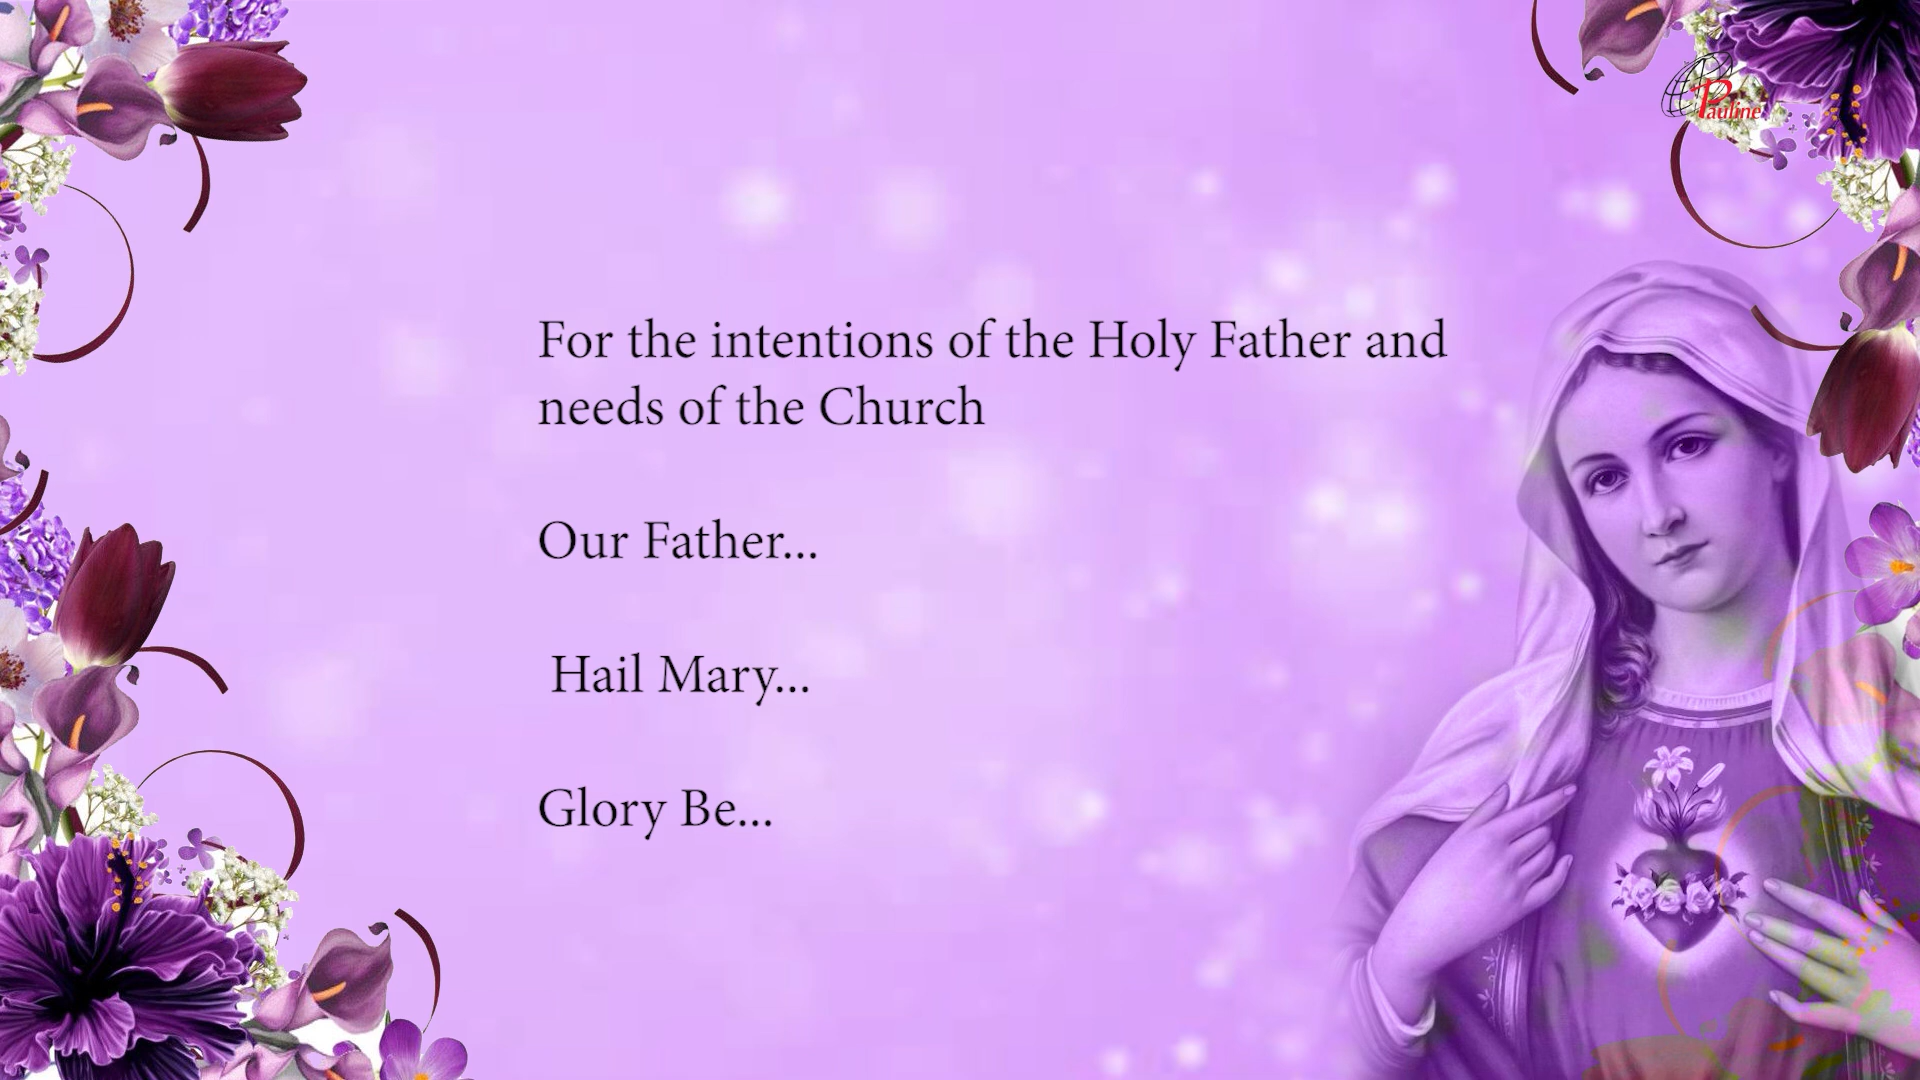 Pauline
For the intentions of the Holy Father and
needs of the Church
Our Father...
Hail Mary...
Glory Be...